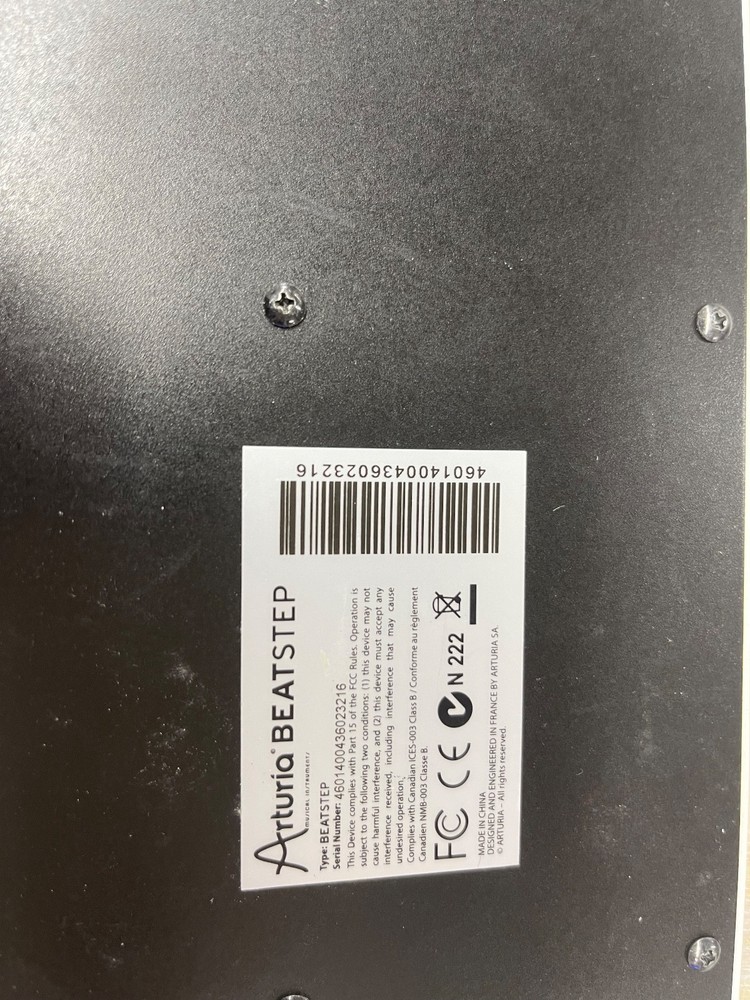 Arturia® BEATSTEP
musical instruments
Type: BEATSTEP
Serial Number: 4601400436023216
This Device complies with Part 15 of the FCC Rules. Operation is
subject to the following two conditions: (1) this device may not
cause harmful interference, and (2) this device must accept any
interference received, including interference that may cause
undesired operation.
Complies with Canadian ICES-003 Class B / Conforme au règlement
Canadien NMB-003 Classe B.
FC CE N 222
MADE IN CHINA
DESIGNED AND ENGINEERED IN FRANCE BY ARTURIA SA.
© ARTURIA – All rights reserved.
4601400436023216